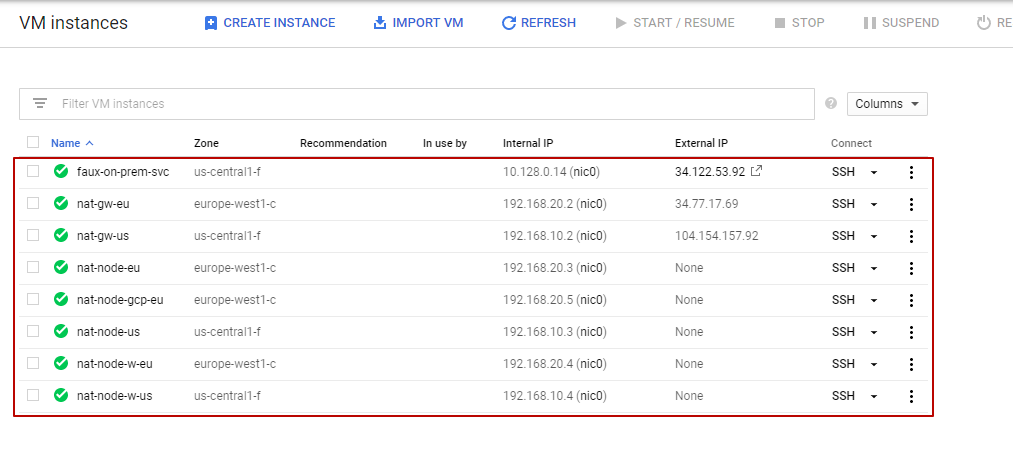 VM instances CREATE INSTANCE IMPORT VM REFRESH START / RESUME STOP SUSPEND RE
Filter VM instances ? Columns
Name Zone Recommendation In use by Internal IP External IP Connect
faux-on-prem-svc us-central1-f 10.128.0.14 (nic0) 34.122.53.92 SSH
nat-gw-eu europe-west1-c 192.168.20.2 (nic0) 34.77.17.69 SSH
nat-gw-us us-central1-f 192.168.10.2 (nic0) 104.154.157.92 SSH
nat-node-eu europe-west1-c 192.168.20.3 (nic0) None SSH
nat-node-gcp-eu europe-west1-c 192.168.20.5 (nic0) None SSH
nat-node-us us-central1-f 192.168.10.3 (nic0) None SSH
nat-node-w-eu europe-west1-c 192.168.20.4 (nic0) None SSH
nat-node-w-us us-central1-f 192.168.10.4 (nic0) None SSH